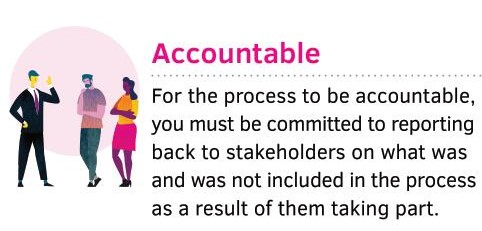 Accountable
For the process to be accountable,
you must be committed to reporting
back to stakeholders on what was
and was not included in the process
as a result of them taking part.